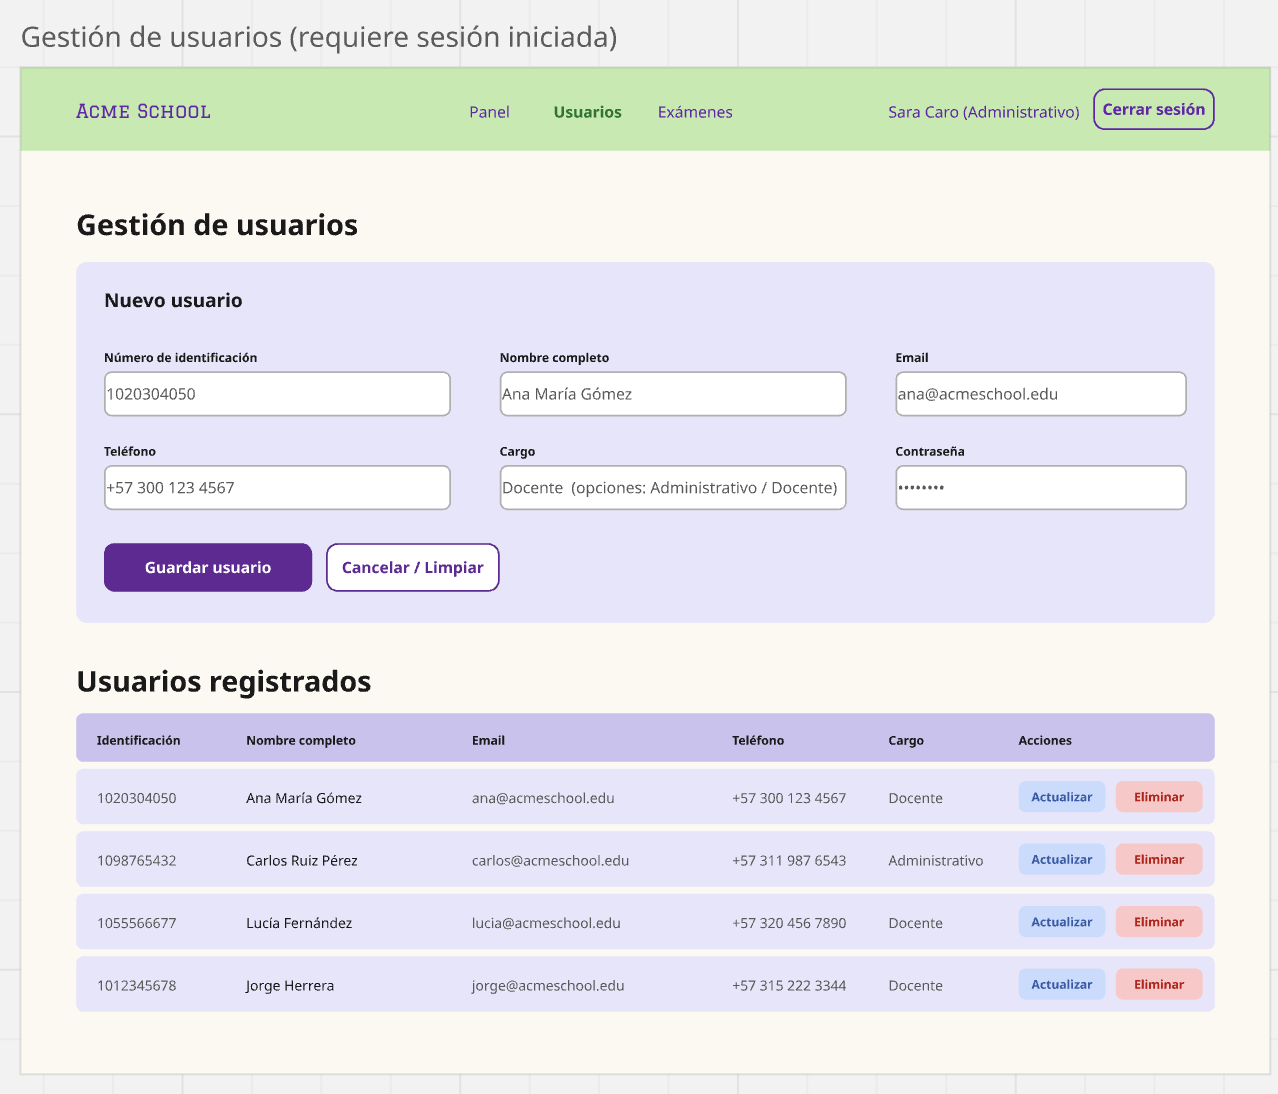 Gestión de usuarios (requiere sesión iniciada)
Acme School
Panel
Usuarios
Exámenes
Sara Caro (Administrativo)
Cerrar sesión
Gestión de usuarios
Nuevo usuario
Número de identificación
Nombre completo
Email
1020304050
Ana María Gómez
ana@acmeschool.edu
Teléfono
Cargo
Contraseña
+57 300 123 4567
Docente  (opciones: Administrativo / Docente)
••••••••
Guardar usuario
Cancelar / Limpiar
Usuarios registrados
Identificación Nombre completo Email Teléfono Cargo Acciones
1020304050 Ana María Gómez ana@acmeschool.edu +57 300 123 4567 Docente Actualizar Eliminar
1098765432 Carlos Ruiz Pérez carlos@acmeschool.edu +57 311 987 6543 Administrativo Actualizar Eliminar
1055566677 Lucía Fernández lucia@acmeschool.edu +57 320 456 7890 Docente Actualizar Eliminar
1012345678 Jorge Herrera jorge@acmeschool.edu +57 315 222 3344 Docente Actualizar Eliminar